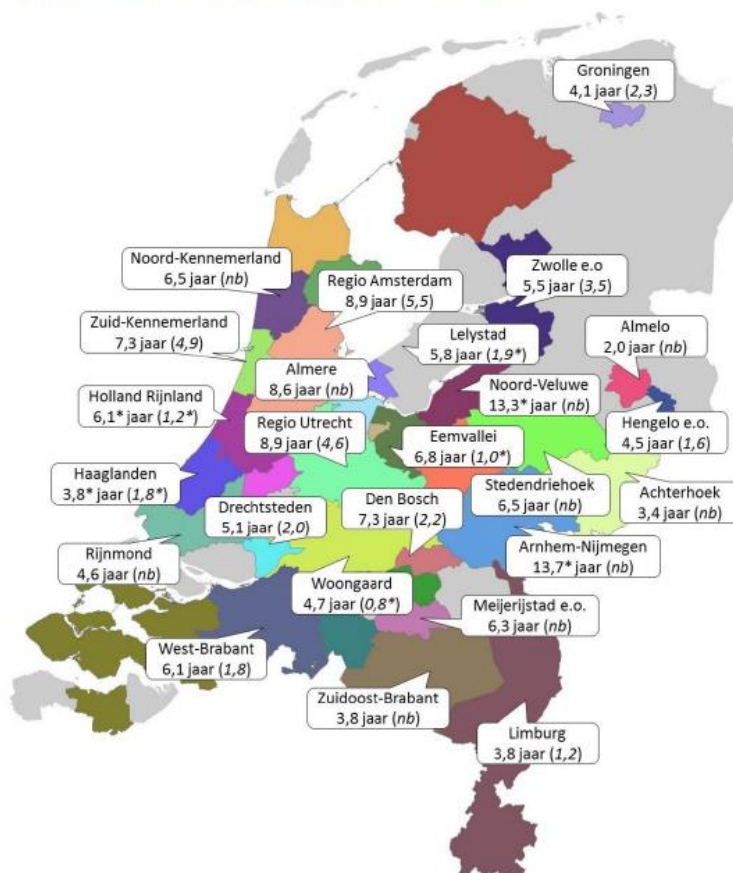 Groningen
4,1 jaar (2,3)
Noord-Kennemerland
6,5 jaar (nb)
Regio Amsterdam
8,9 jaar (5,5)
Zwolle e.o
5,5 jaar (3,5)
Zuid-Kennemerland
7,3 jaar (4,9)
Lelystad
5,8 jaar (1,9*)
Almelo
2,0 jaar (nb)
Almere
8,6 jaar (nb)
Noord-Veluwe
13,3* jaar (nb)
Holland Rijnland
6,1* jaar (1,2*)
Regio Utrecht
8,9 jaar (4,6)
Eemvallei
6,8 jaar (1,0*)
Hengelo e.o.
4,5 jaar (1,6)
Haaglanden
3,8* jaar (1,8*)
Stedendriehoek
6,5 jaar (nb)
Achterhoek
3,4 jaar (nb)
Drechtsteden
5,1 jaar (2,0)
Den Bosch
7,3 jaar (2,2)
Rijnmond
4,6 jaar (nb)
Arnhem-Nijmegen
13,7* jaar (nb)
Woongaard
4,7 jaar (0,8*)
Meijerijstad e.o.
6,3 jaar (nb)
West-Brabant
6,1 jaar (1,8)
Zuidoost-Brabant
3,8 jaar (nb)
Limburg
3,8 jaar (1,2)